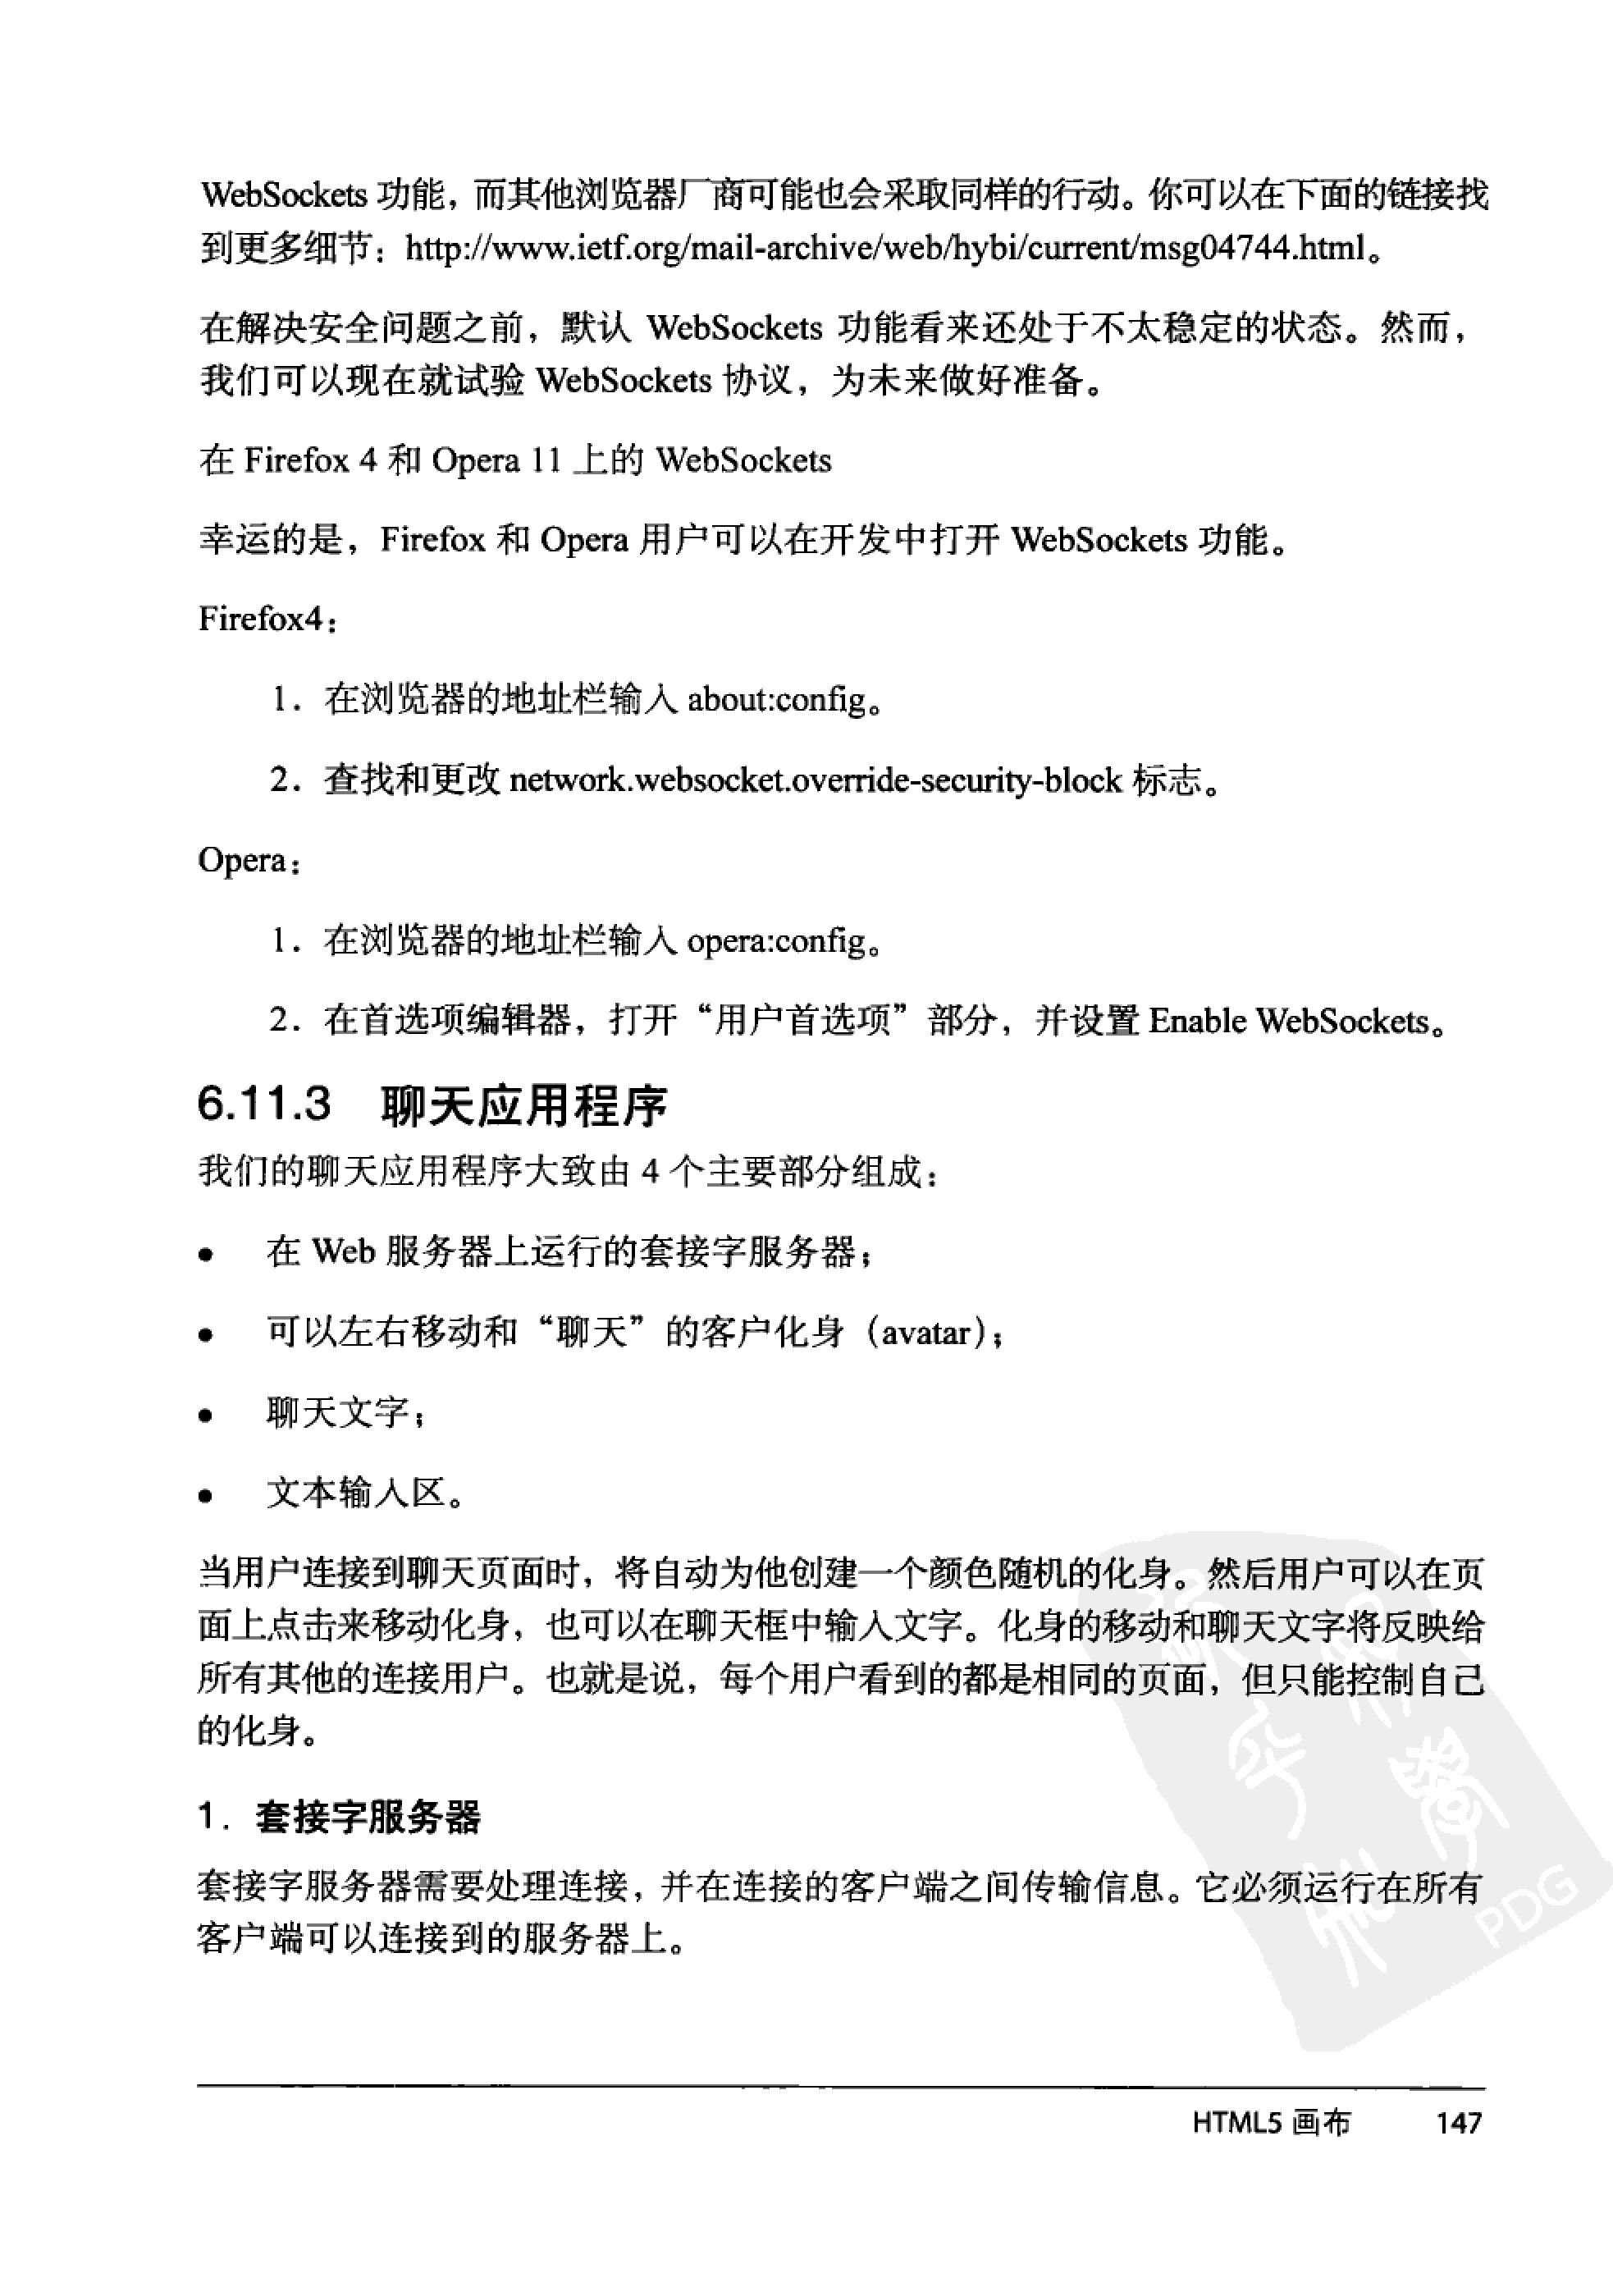 WebSockets 功能，而其他浏览器厂商可能也会采取同样的行动。你可以在下面的链接找
到更多细节：http://www.ietf.org/mail-archive/web/hybi/current/msg04744.html。
在解决安全问题之前，默认 WebSockets 功能看来还处于不太稳定的状态。然而，
我们可以现在就试验 WebSockets 协议，为未来做好准备。
在 Firefox 4 和 Opera 11 上的 WebSockets
幸运的是，Firefox 和 Opera 用户可以在开发中打开 WebSockets 功能。
Firefox4：
1．在浏览器的地址栏输入 about:config。
2．查找和更改 network.websocket.override-security-block 标志。
Opera：
1．在浏览器的地址栏输入 opera:config。
2．在首选项编辑器，打开“用户首选项”部分，并设置 Enable WebSockets。
6.11.3 聊天应用程序
我们的聊天应用程序大致由 4 个主要部分组成：
● 在 Web 服务器上运行的套接字服务器；
● 可以左右移动和“聊天”的客户化身（avatar）；
● 聊天文字；
● 文本输入区。
当用户连接到聊天页面时，将自动为他创建一个颜色随机的化身。然后用户可以在页
面上点击来移动化身，也可以在聊天框中输入文字。化身的移动和聊天文字将反映给
所有其他的连接用户。也就是说，每个用户看到的都是相同的页面，但只能控制自己
的化身。
1．套接字服务器
套接字服务器需要处理连接，并在连接的客户端之间传输信息。它必须运行在所有
客户端可以连接到的服务器上。
PDG
HTML5 画布 147